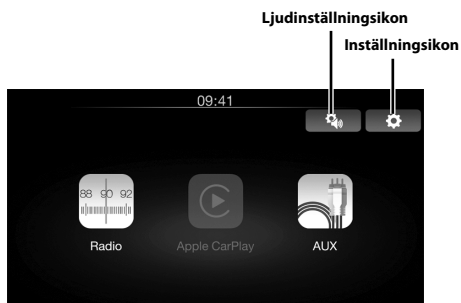 Ljudinställningsikon
Inställningsikon
09:41
88 90 92
Radio
Apple CarPlay
AUX